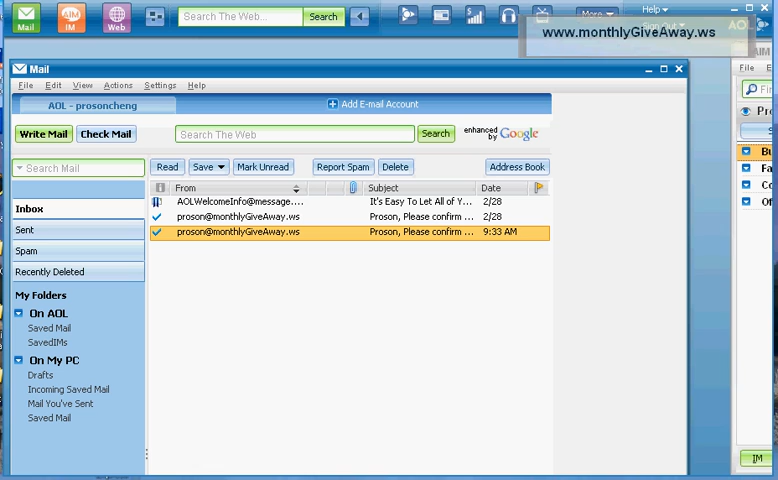 Mail
AIM
IM
Web
Search The Web...
Search
More
Help
Sign Out
AOL
www.monthlyGiveAway.ws
Mail
File Edit View Actions Settings Help
AOL - prosoncheng
Add E-mail Account
Write Mail
Check Mail
Search The Web
Search
enhanced by Google
Search Mail
Read
Save
Mark Unread
Report Spam
Delete
Address Book
From Subject Date
AOLWelcomeInfo@message.... It's Easy To Let All of Y... 2/28
proson@monthlyGiveAway.ws Proson, Please confirm ... 2/28
proson@monthlyGiveAway.ws Proson, Please confirm ... 9:33 AM
Inbox
Sent
Spam
Recently Deleted
My Folders
On AOL
Saved Mail
SavedIMs
On My PC
Drafts
Incoming Saved Mail
Mail You've Sent
Saved Mail
File
IM